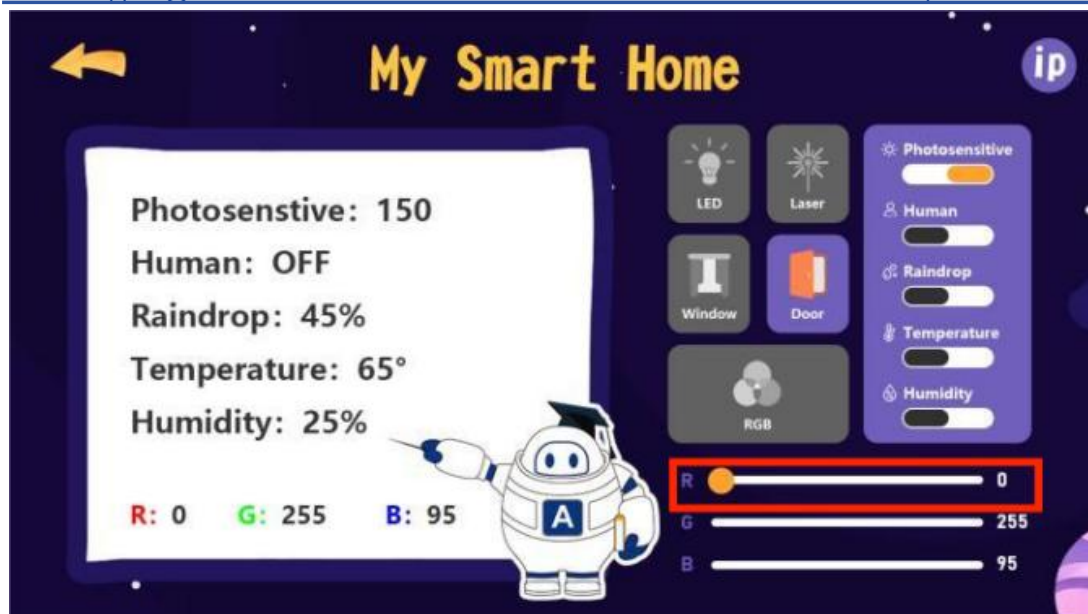 My Smart Home
ip
Photosenstive: 150
Human: OFF
Raindrop: 45%
Temperature: 65°
Humidity: 25%
R: 0 G: 255 B: 95
A
LED
Laser
Window
Door
RGB
Photosensitive
Human
Raindrop
Temperature
Humidity
R 0
G 255
B 95